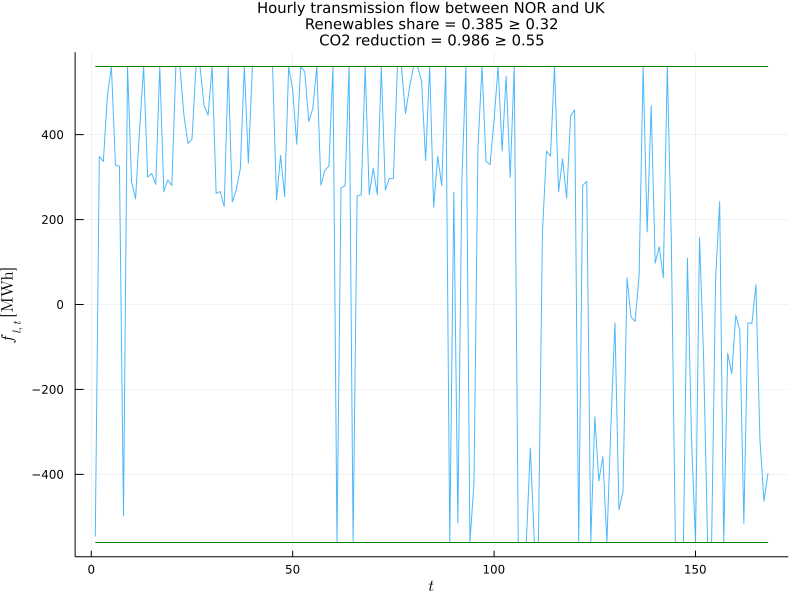 Hourly transmission flow between NOR and UK
Renewables share = 0.385 ≥ 0.32
CO2 reduction = 0.986 ≥ 0.55
400
200
0
−200
−400
f l,t [MWh]
0 50 100 150
t